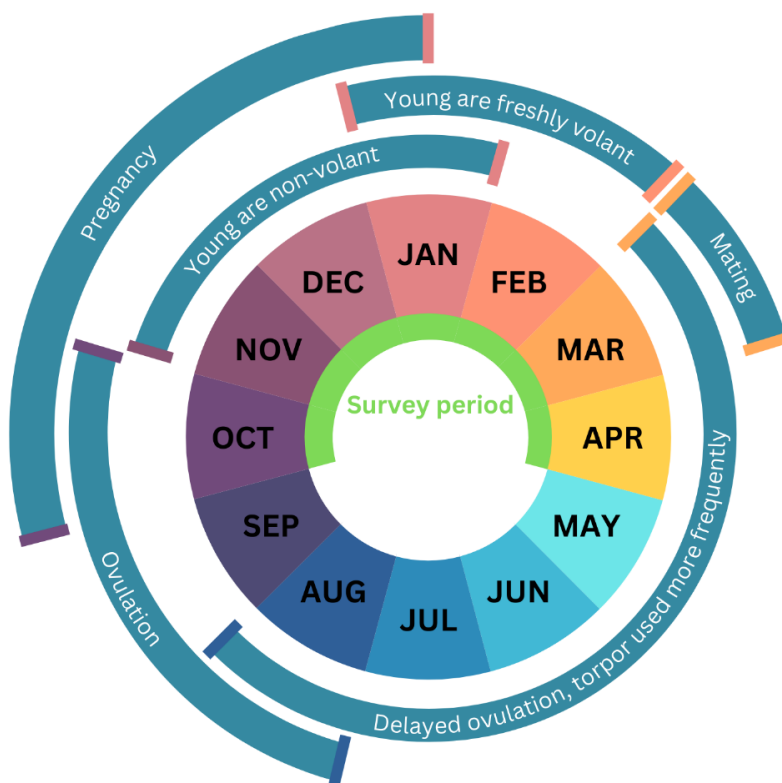 Pregnancy
Young are freshly volant
Young are non-volant
Mating
JAN
FEB
MAR
APR
MAY
JUN
JUL
AUG
SEP
OCT
NOV
DEC
Survey period
Ovulation
Delayed ovulation, torpor used more frequently